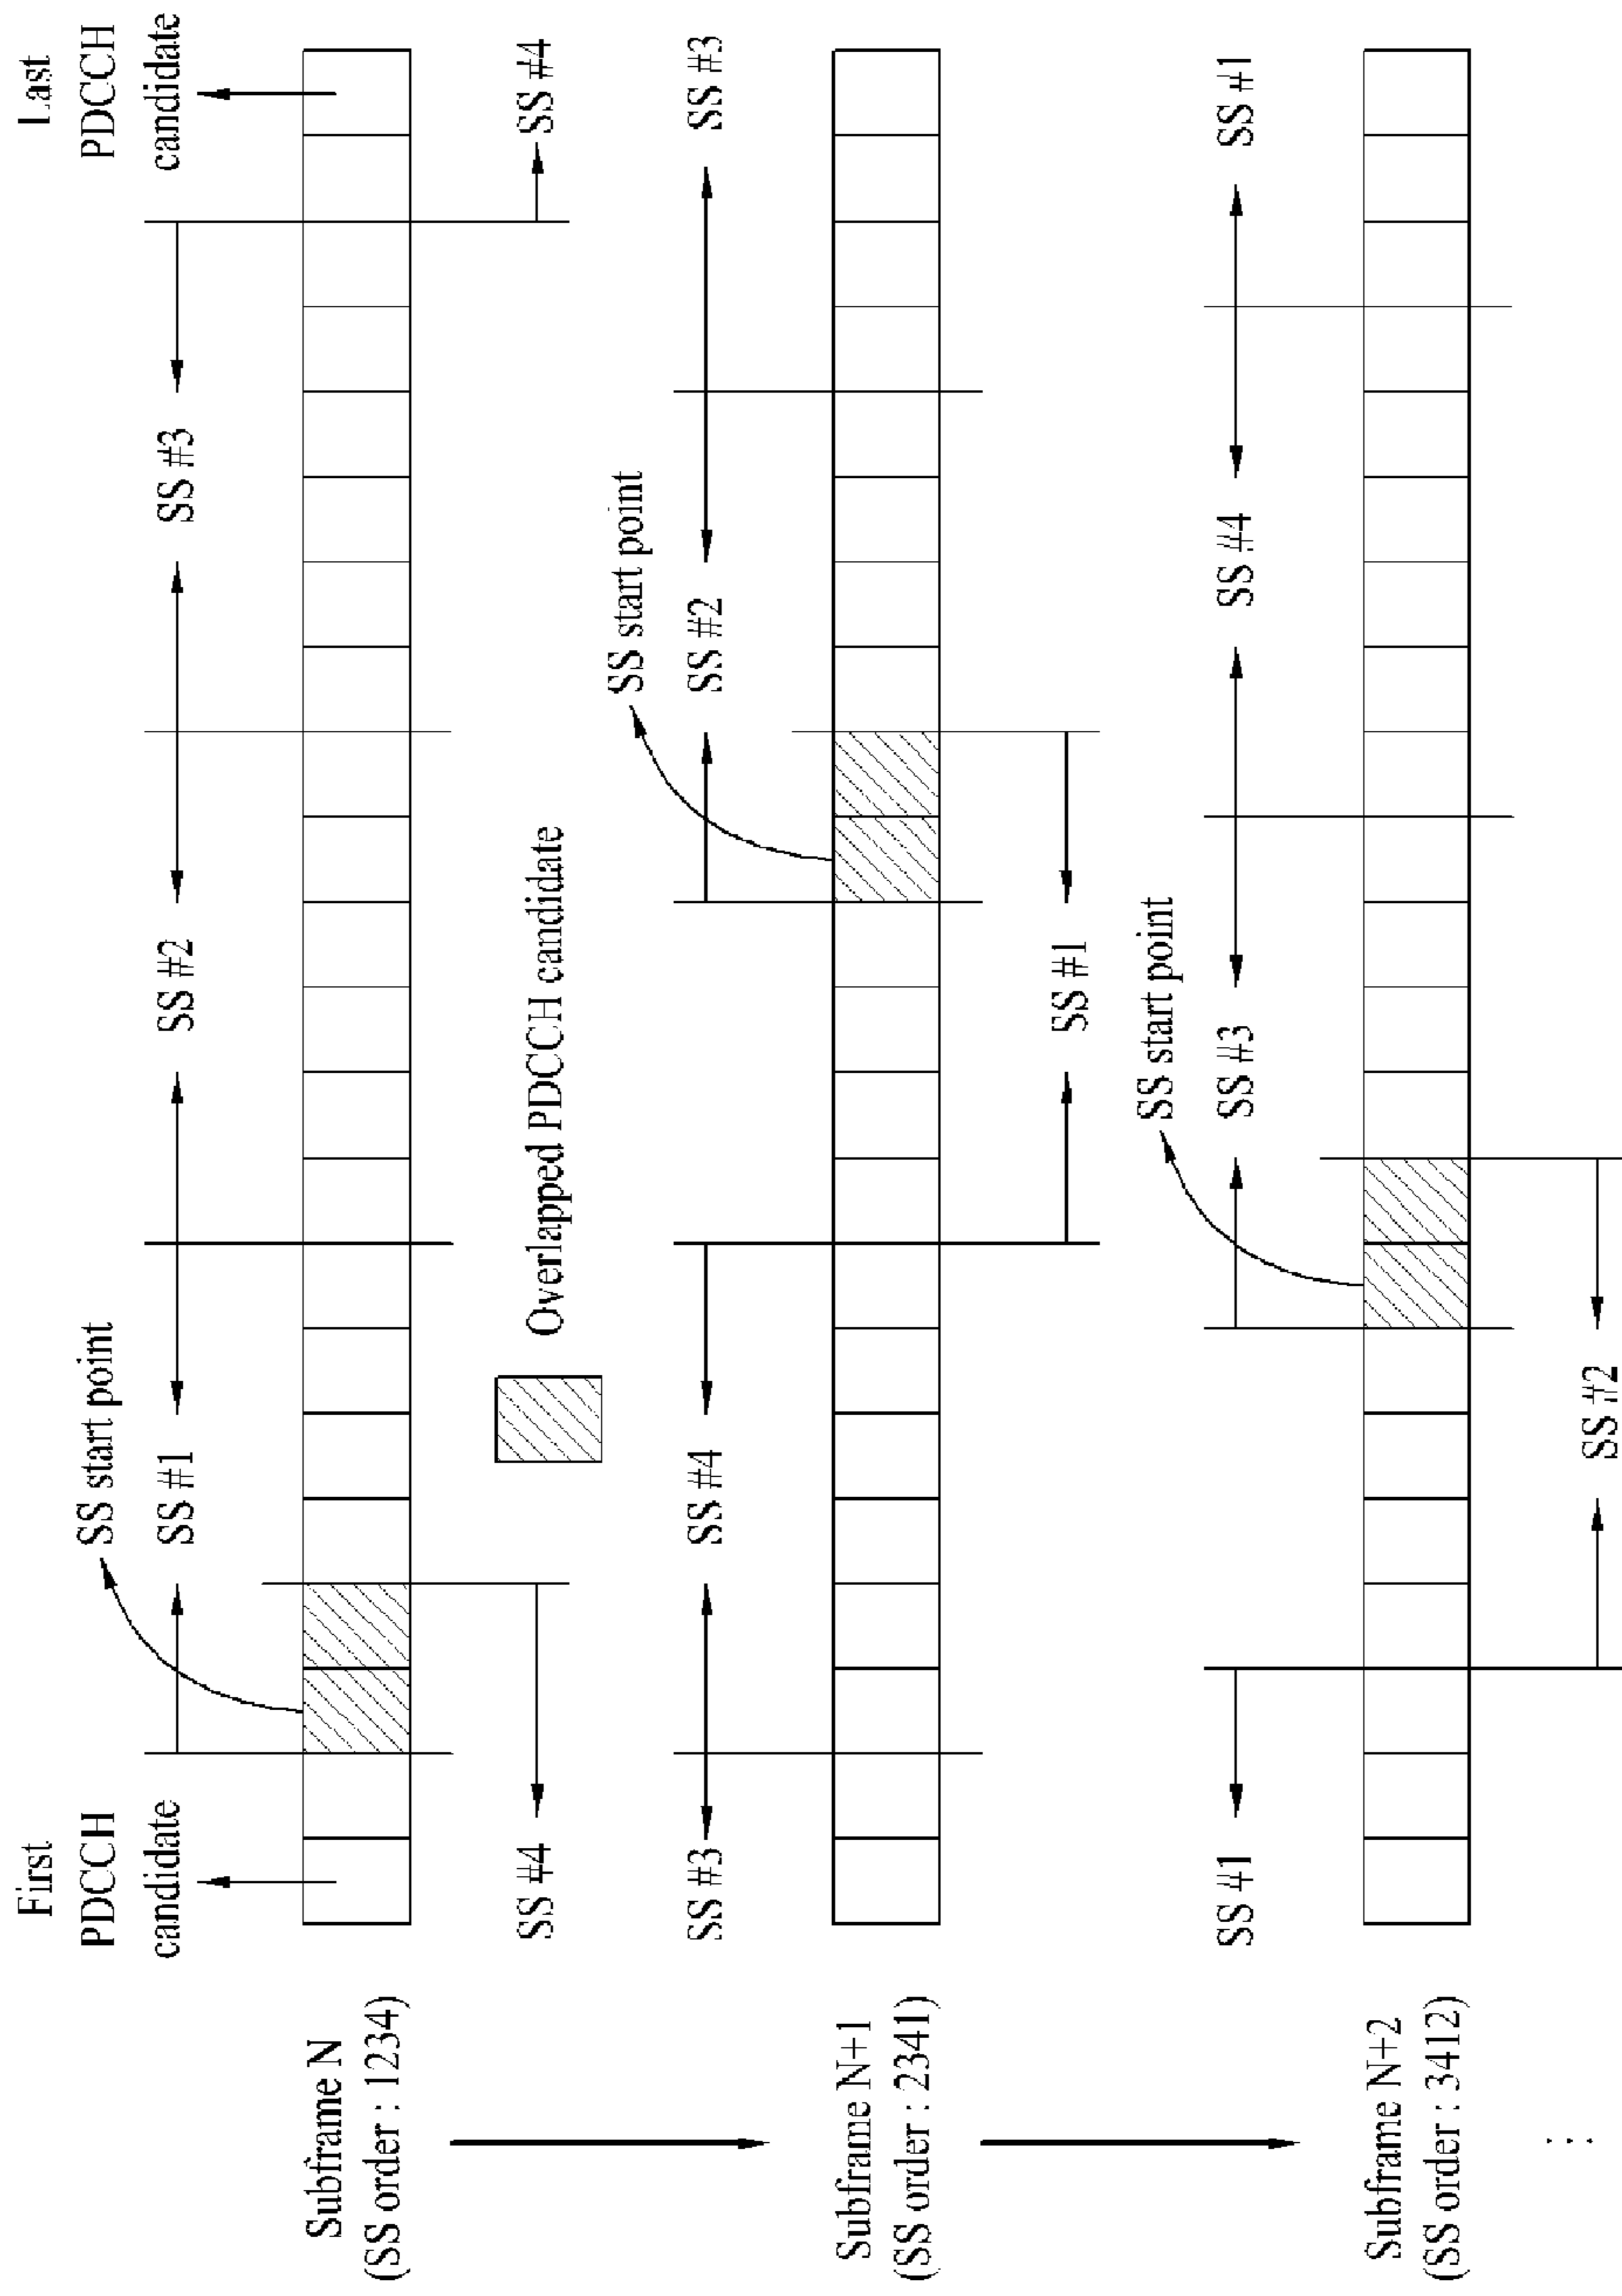 First
PDCCH
candidate
Last
PDCCH
candidate
SS start point
SS #1
SS #2
SS #3
Subframe N
(SS order : 1234)
SS #4
SS #4
Overlapped PDCCH candidate
SS start point
SS #3
SS #4
SS #2
SS #3
Subframe N+1
(SS order : 2341)
SS #1
SS start point
SS #1
SS #3
SS #4
SS #1
Subframe N+2
(SS order : 3412)
SS #2
⋮